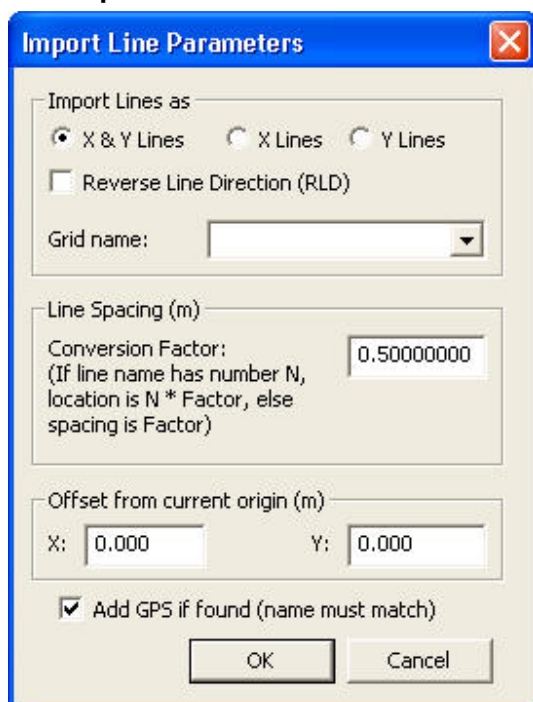 Import Line Parameters
Import Lines as
X & Y Lines X Lines Y Lines
Reverse Line Direction (RLD)
Grid name:
Line Spacing (m)
Conversion Factor: 0.50000000
(If line name has number N,
location is N * Factor, else
spacing is Factor)
Offset from current origin (m)
X: 0.000 Y: 0.000
Add GPS if found (name must match)
OK Cancel